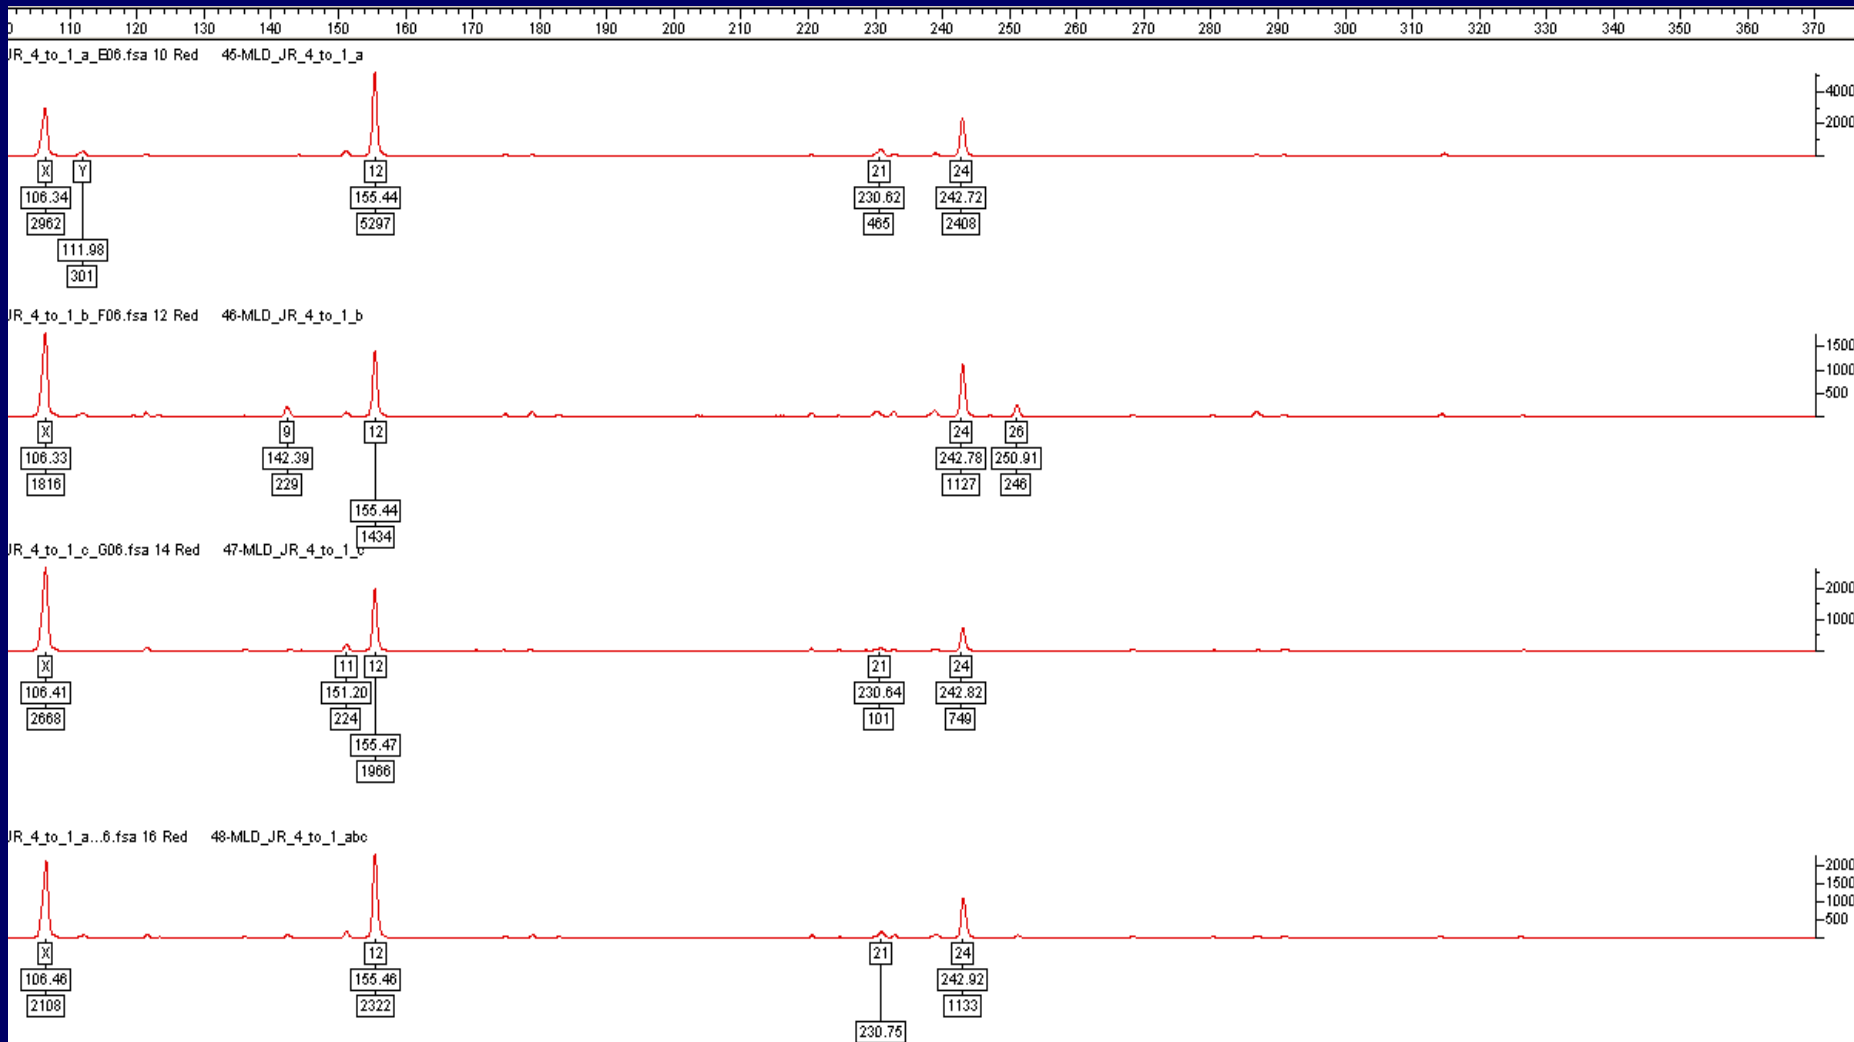 0 110 120 130 140 150 160 170 180 190 200 210 220 230 240 250 260 270 280 290 300 310 320 330 340 350 360 370
JR_4_to_1_a_E06.fsa 10 Red 45-MLD_JR_4_to_1_a
4000
2000
X Y 12 21 24
106.34 155.44 230.62 242.72
2962 5297 465 2408
111.98
301
JR_4_to_1_b_F06.fsa 12 Red 46-MLD_JR_4_to_1_b
1500
1000
500
X 9 12 24 26
106.33 142.39 242.78 250.91
1816 229 1127 246
155.44
1434
JR_4_to_1_c_G06.fsa 14 Red 47-MLD_JR_4_to_1_c
2000
1000
X 11 12 21 24
106.41 151.20 230.64 242.82
2668 224 101 749
155.47
1966
JR_4_to_1_a...6.fsa 16 Red 48-MLD_JR_4_to_1_abc
2000
1500
1000
500
X 12 21 24
106.46 155.46 242.92
2108 2322 1133
230.75